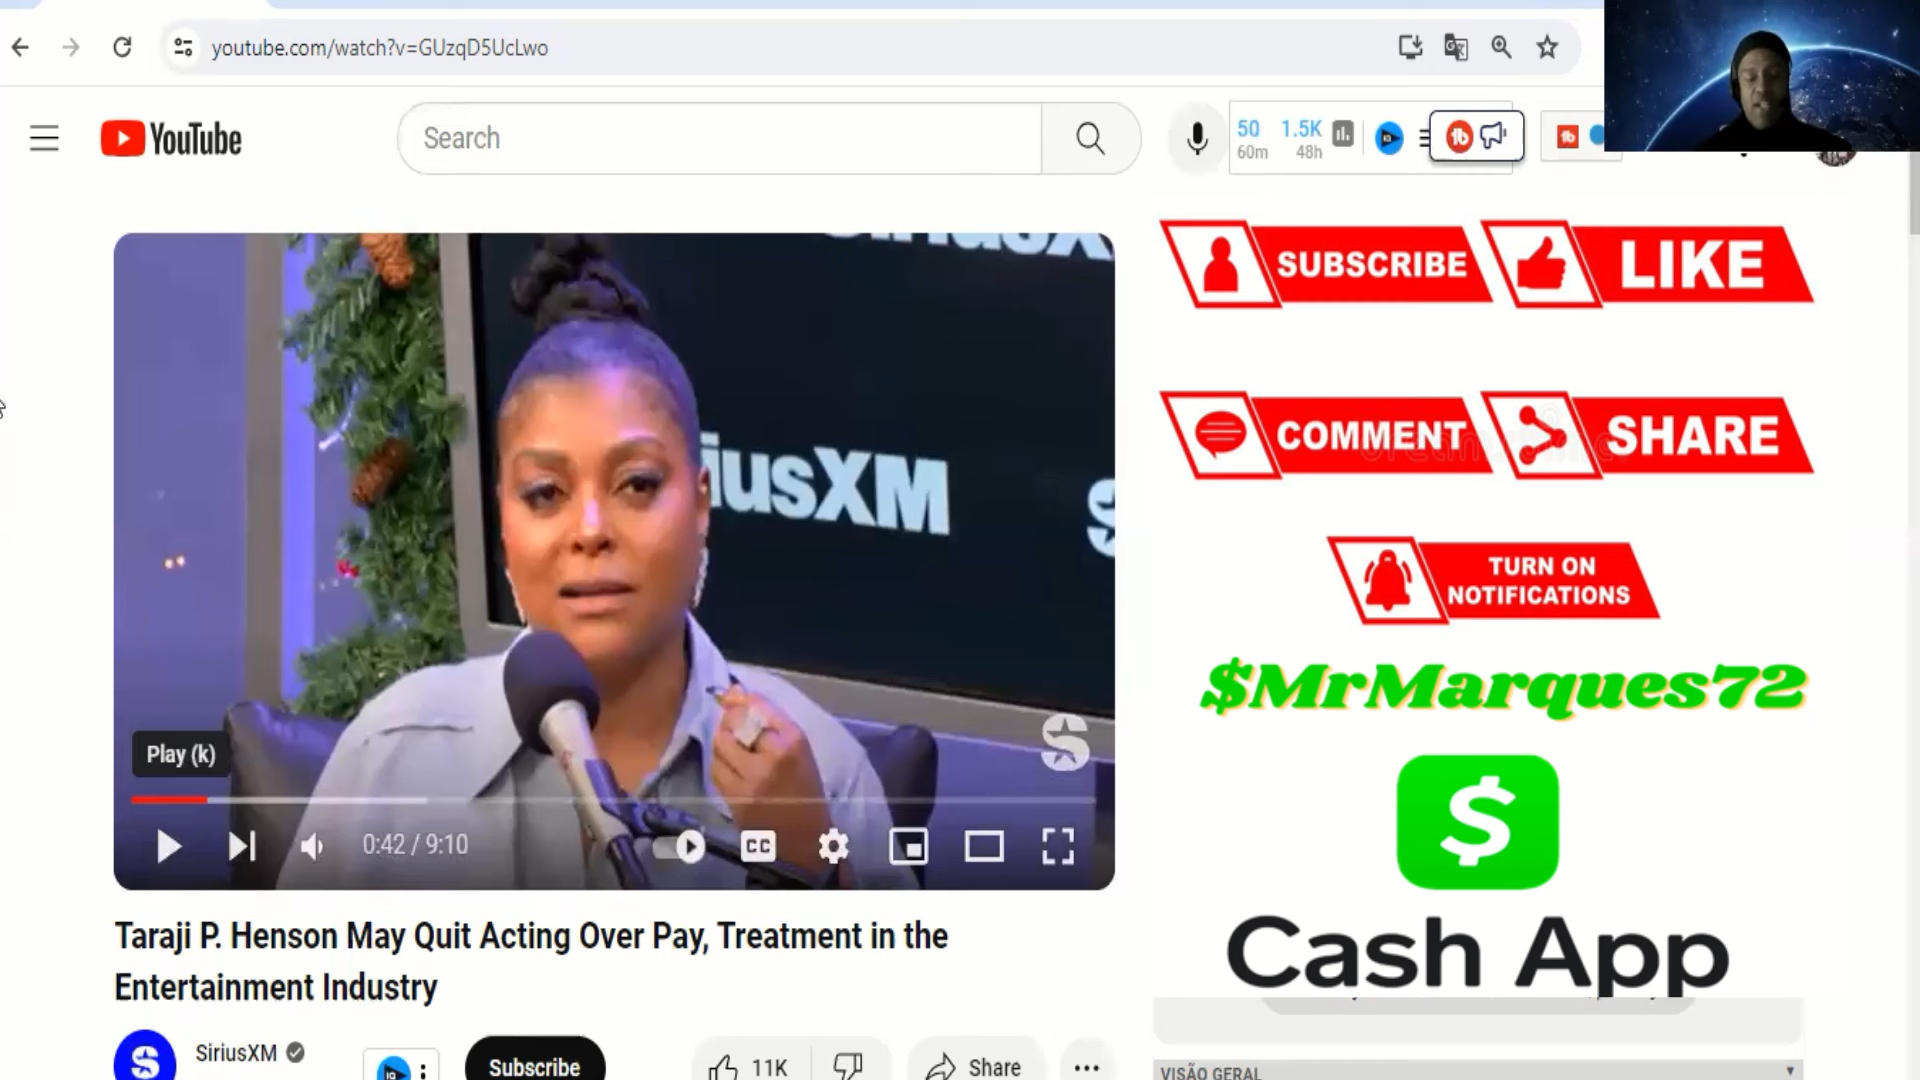 youtube.com/watch?v=GUzqD5UcLwo
YouTube
Search
50
60m
1.5K
48h
SUBSCRIBE
LIKE
COMMENT
SHARE
TURN ON
NOTIFICATIONS
$MrMarques72
$
Cash App
iusXM
Play (k)
0:42 / 9:10
CC
Taraji P. Henson May Quit Acting Over Pay, Treatment in the
Entertainment Industry
SiriusXM
Subscribe
11K
Share
VISÃO GERAL